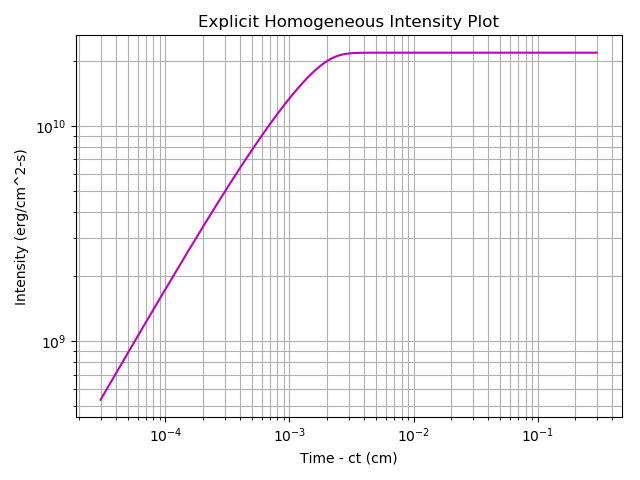 Explicit Homogeneous Intensity Plot
Intensity (erg/cm^2-s)
10^10
10^9
10^-4 10^-3 10^-2 10^-1
Time - ct (cm)